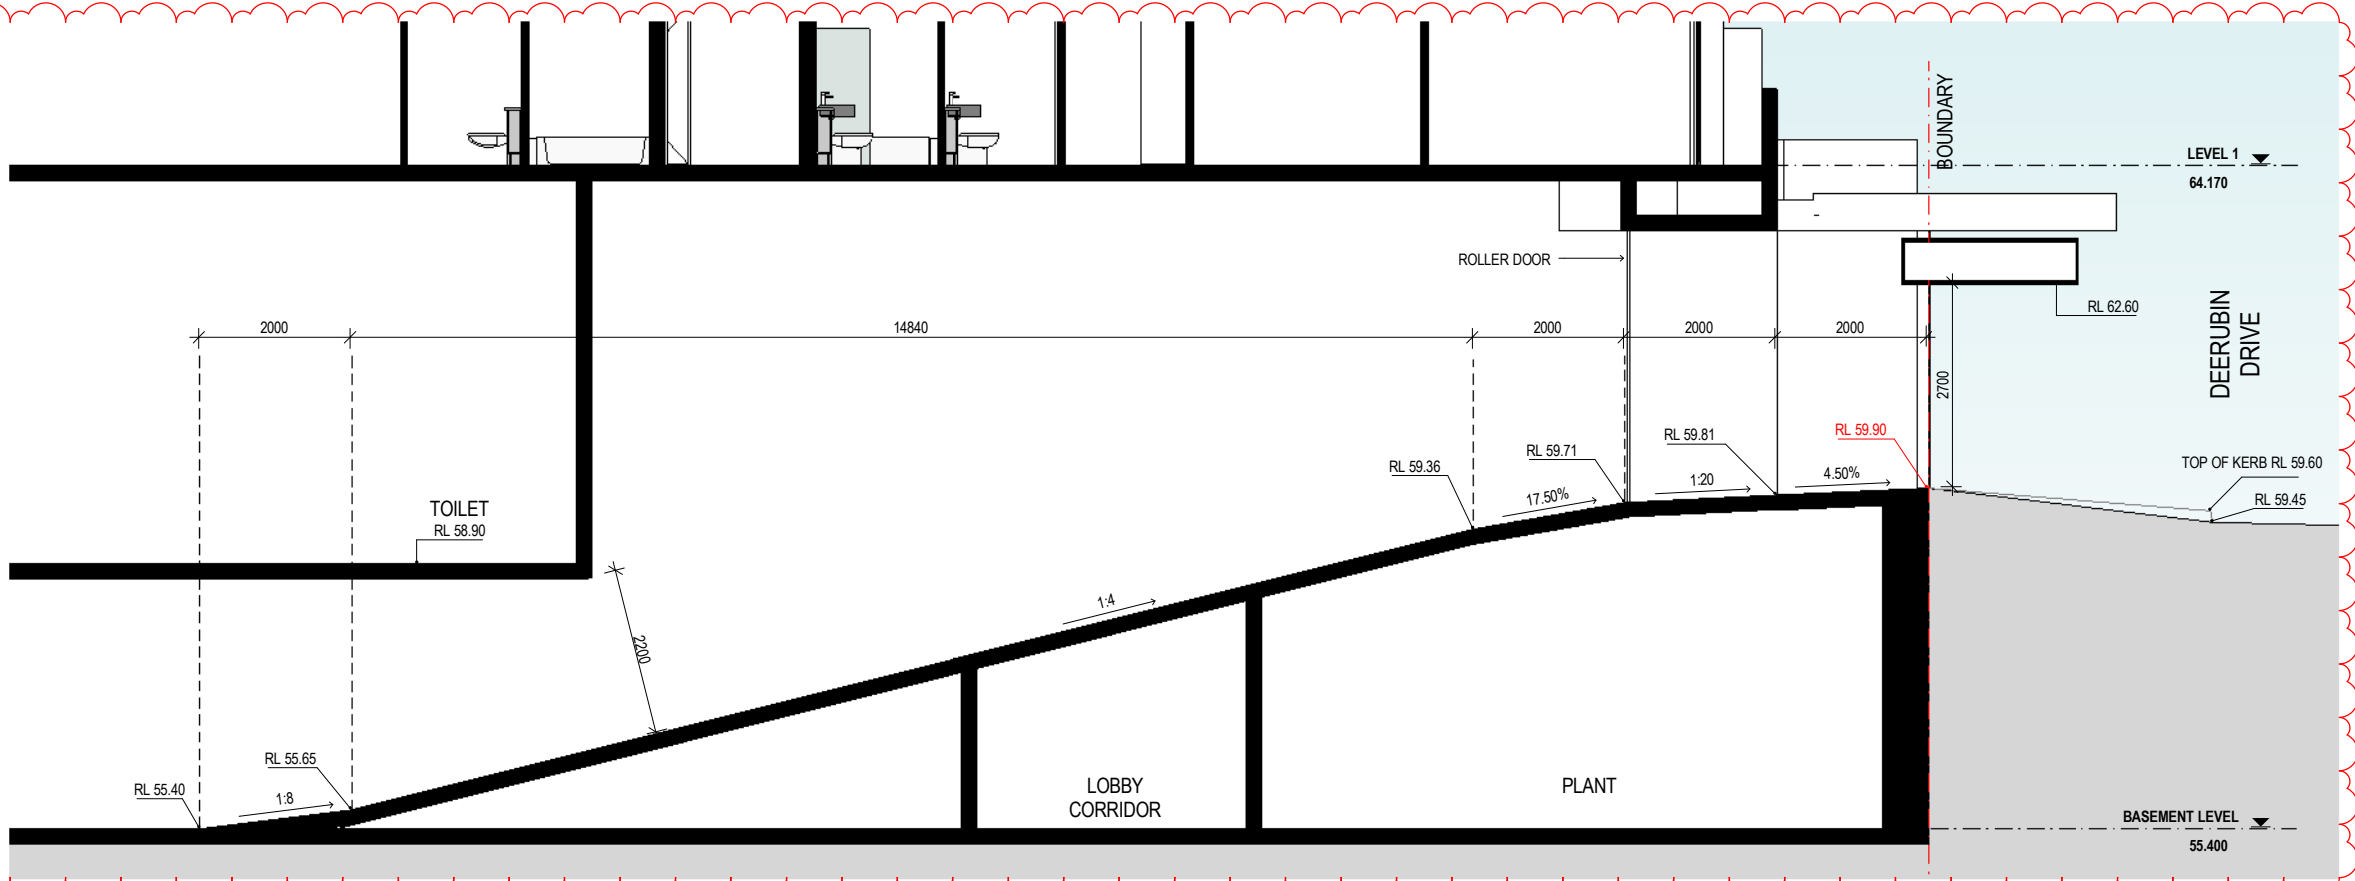 BOUNDARY
LEVEL 1
64.170
ROLLER DOOR
RL 62.60
DEERUBIN
DRIVE
2000
14840
2000
2000
2000
2700
RL 59.90
RL 59.81
RL 59.71
RL 59.36
TOP OF KERB RL 59.60
RL 59.45
4.50%
1:20
17.50%
TOILET
RL 58.90
1:4
2200
RL 55.65
RL 55.40
1:8
LOBBY
CORRIDOR
PLANT
BASEMENT LEVEL
55.400